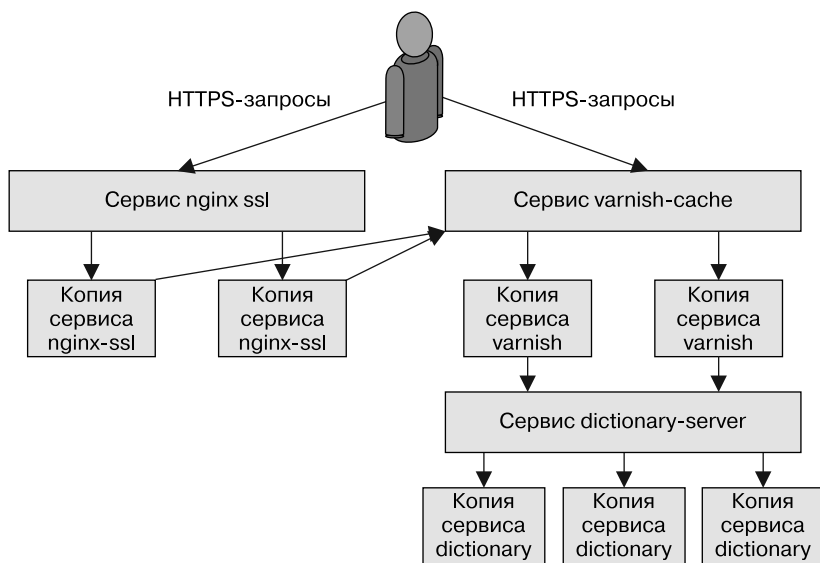 HTTPS-запросы
HTTPS-запросы
Сервис nginx ssl
Сервис varnish-cache
Копия
сервиса
nginx-ssl
Копия
сервиса
nginx-ssl
Копия
сервиса
varnish
Копия
сервиса
varnish
Сервис dictionary-server
Копия
сервиса
dictionary
Копия
сервиса
dictionary
Копия
сервиса
dictionary